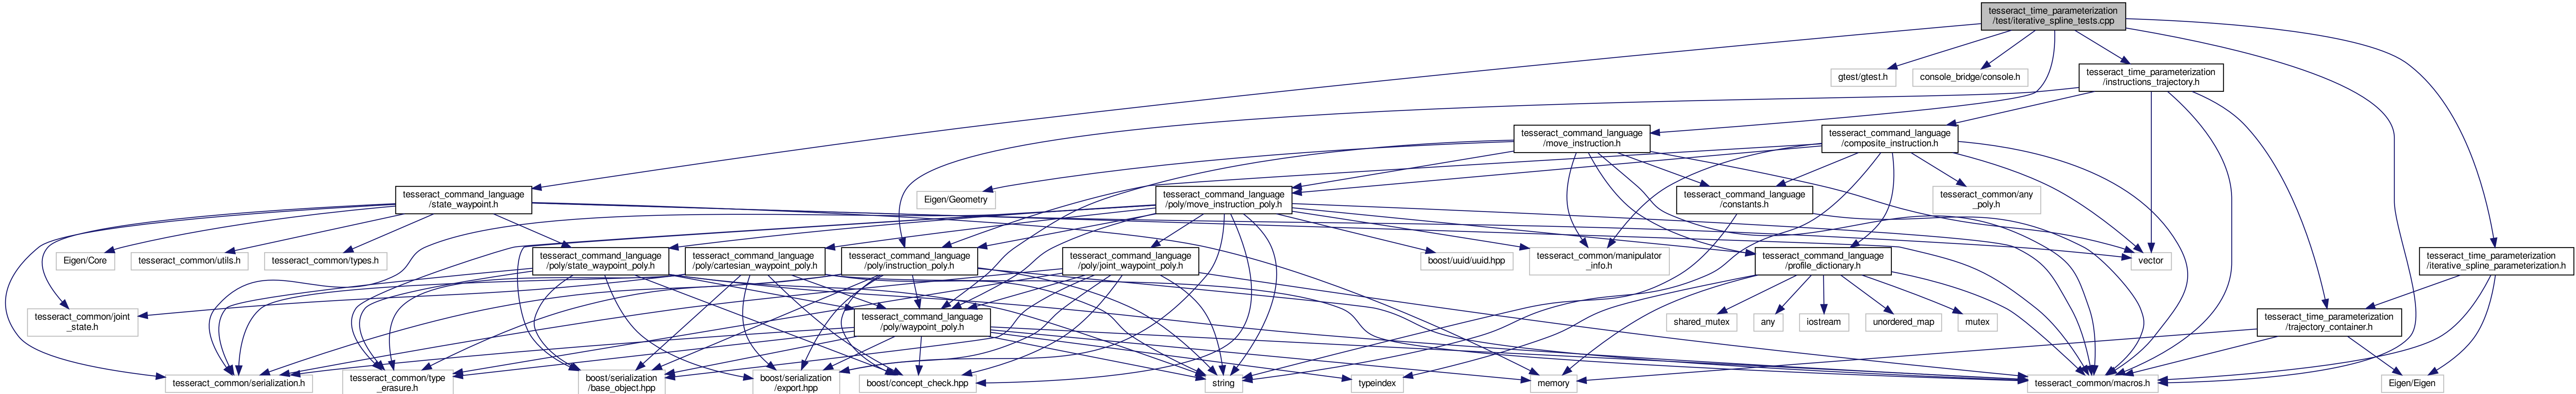 tesseract_time_parameterization
/test/iterative_spline_tests.cpp
gtest/gtest.h
console_bridge/console.h
tesseract_time_parameterization
/instructions_trajectory.h
tesseract_command_language
/move_instruction.h
tesseract_command_language
/composite_instruction.h
tesseract_command_language
/state_waypoint.h
Eigen/Geometry
tesseract_command_language
/poly/move_instruction_poly.h
tesseract_command_language
/constants.h
tesseract_common/any
_poly.h
Eigen/Core
tesseract_common/utils.h
tesseract_common/types.h
tesseract_command_language
/poly/state_waypoint_poly.h
tesseract_command_language
/poly/cartesian_waypoint_poly.h
tesseract_command_language
/poly/instruction_poly.h
tesseract_command_language
/poly/joint_waypoint_poly.h
boost/uuid/uuid.hpp
tesseract_common/manipulator
_info.h
tesseract_command_language
/profile_dictionary.h
vector
tesseract_time_parameterization
/iterative_spline_parameterization.h
tesseract_common/joint
_state.h
tesseract_command_language
/poly/waypoint_poly.h
shared_mutex
any
iostream
unordered_map
mutex
tesseract_time_parameterization
/trajectory_container.h
tesseract_common/serialization.h
tesseract_common/type
_erasure.h
boost/serialization
/base_object.hpp
boost/serialization
/export.hpp
boost/concept_check.hpp
string
typeindex
memory
tesseract_common/macros.h
Eigen/Eigen